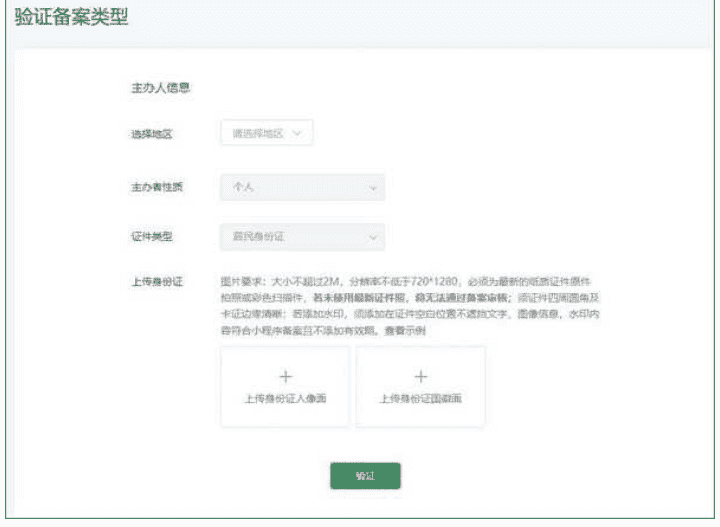 验证备案类型
主办人信息
选择地区 请选择地区
主办者性质 个人
证件类型 居民身份证
上传身份证 图片要求：大小不超过2M，分辨率不低于720*1280，必须为最新的纸质证件原件
拍照或彩色扫描件，若未使用最新证件照，将无法通过备案审核；须证件四周圆角及
卡证边缘清晰；若添加水印，须添加在证件空白位置不遮挡文字、图像信息，水印内
容符合小程序备案且不添加有效期。查看示例
上传身份证人像面 上传身份证国徽面
验证